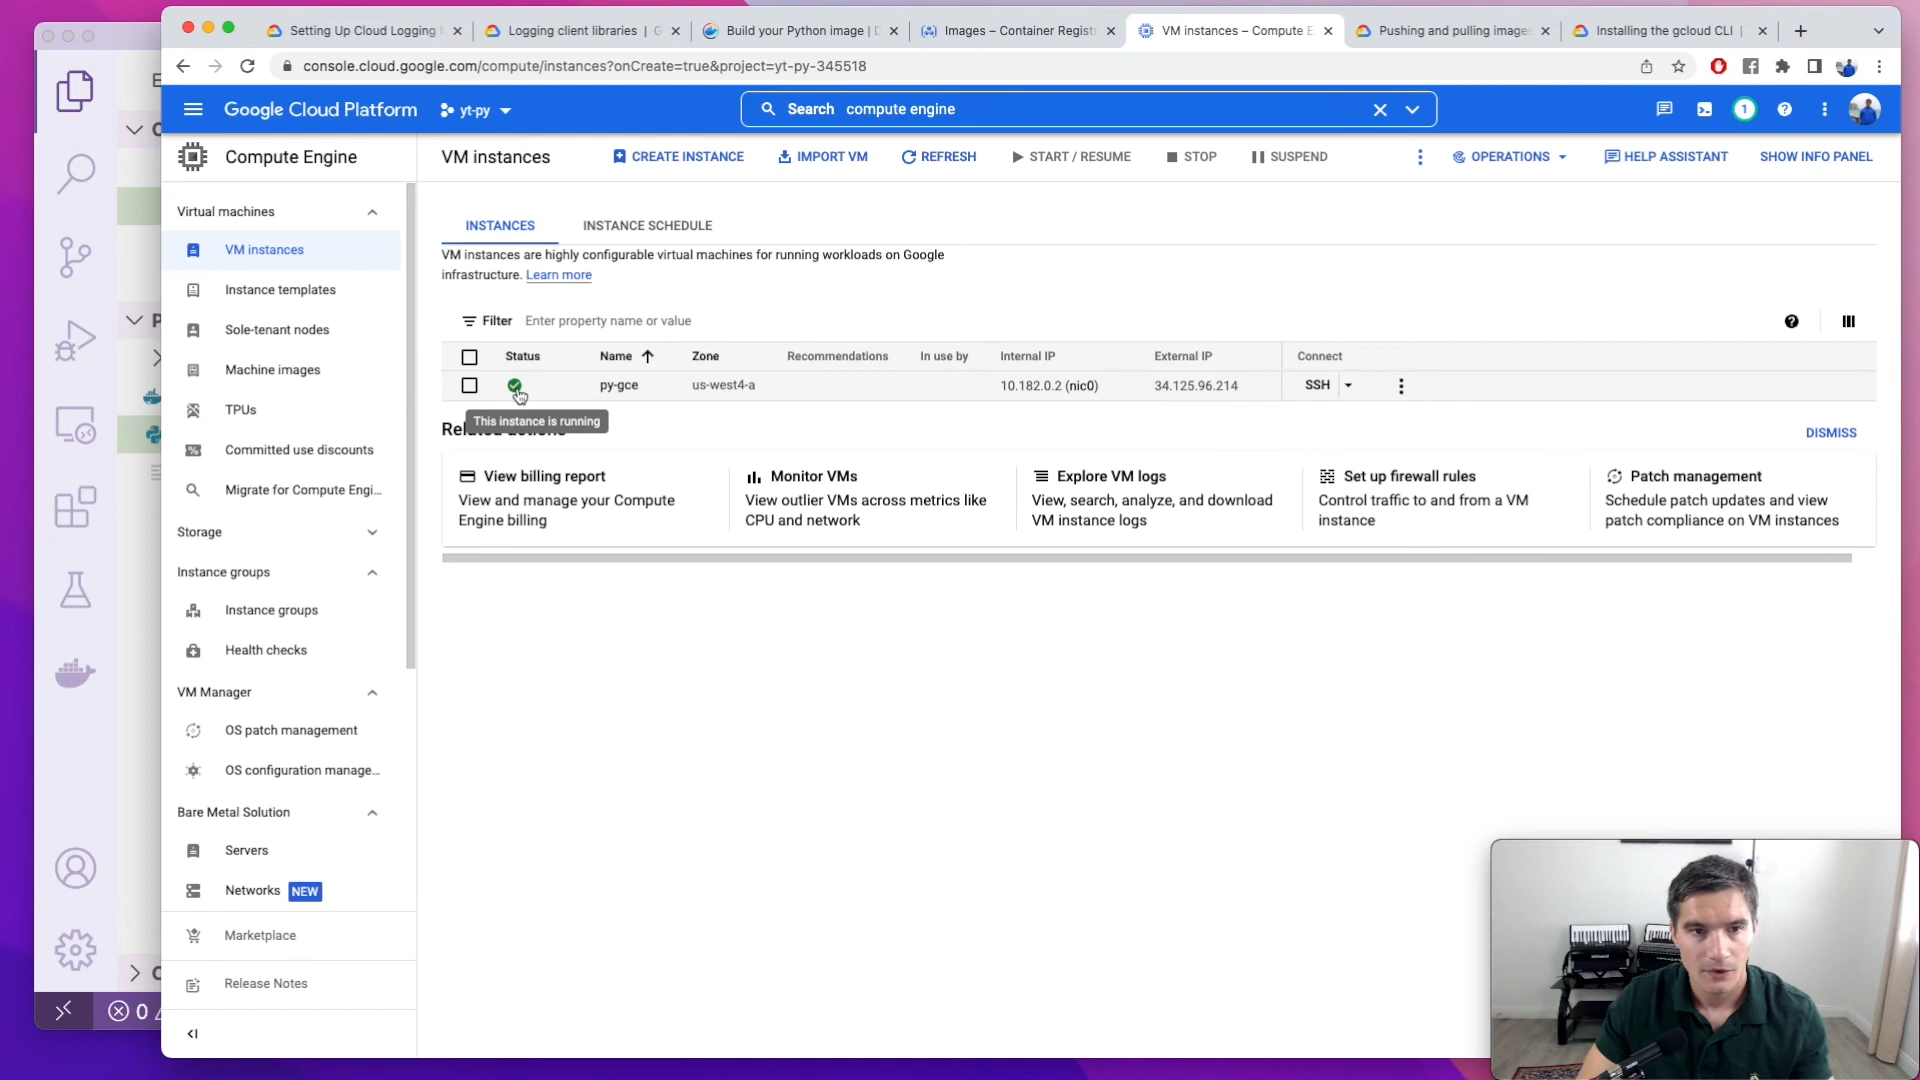 Setting Up Cloud Logging f
Logging client libraries | G
Build your Python image | D
Images – Container Registr
VM instances – Compute E
Pushing and pulling images
Installing the gcloud CLI |
console.cloud.google.com/compute/instances?onCreate=true&project=yt-py-345518
Google Cloud Platform
yt-py
Search compute engine
1
Compute Engine
VM instances
CREATE INSTANCE
IMPORT VM
REFRESH
START / RESUME
STOP
SUSPEND
OPERATIONS
HELP ASSISTANT
SHOW INFO PANEL
Virtual machines
VM instances
Instance templates
Sole-tenant nodes
Machine images
TPUs
Committed use discounts
Migrate for Compute Engi...
Storage
Instance groups
Instance groups
Health checks
VM Manager
OS patch management
OS configuration manage...
Bare Metal Solution
Servers
Networks NEW
Marketplace
Release Notes
INSTANCES
INSTANCE SCHEDULE
VM instances are highly configurable virtual machines for running workloads on Google
infrastructure. Learn more
Filter Enter property name or value
Status Name Zone Recommendations In use by Internal IP External IP Connect
py-gce us-west4-a 10.182.0.2 (nic0) 34.125.96.214 SSH
This instance is running
DISMISS
View billing report
View and manage your Compute
Engine billing
Monitor VMs
View outlier VMs across metrics like
CPU and network
Explore VM logs
View, search, analyze, and download
VM instance logs
Set up firewall rules
Control traffic to and from a VM
instance
Patch management
Schedule patch updates and view
patch compliance on VM instances
0